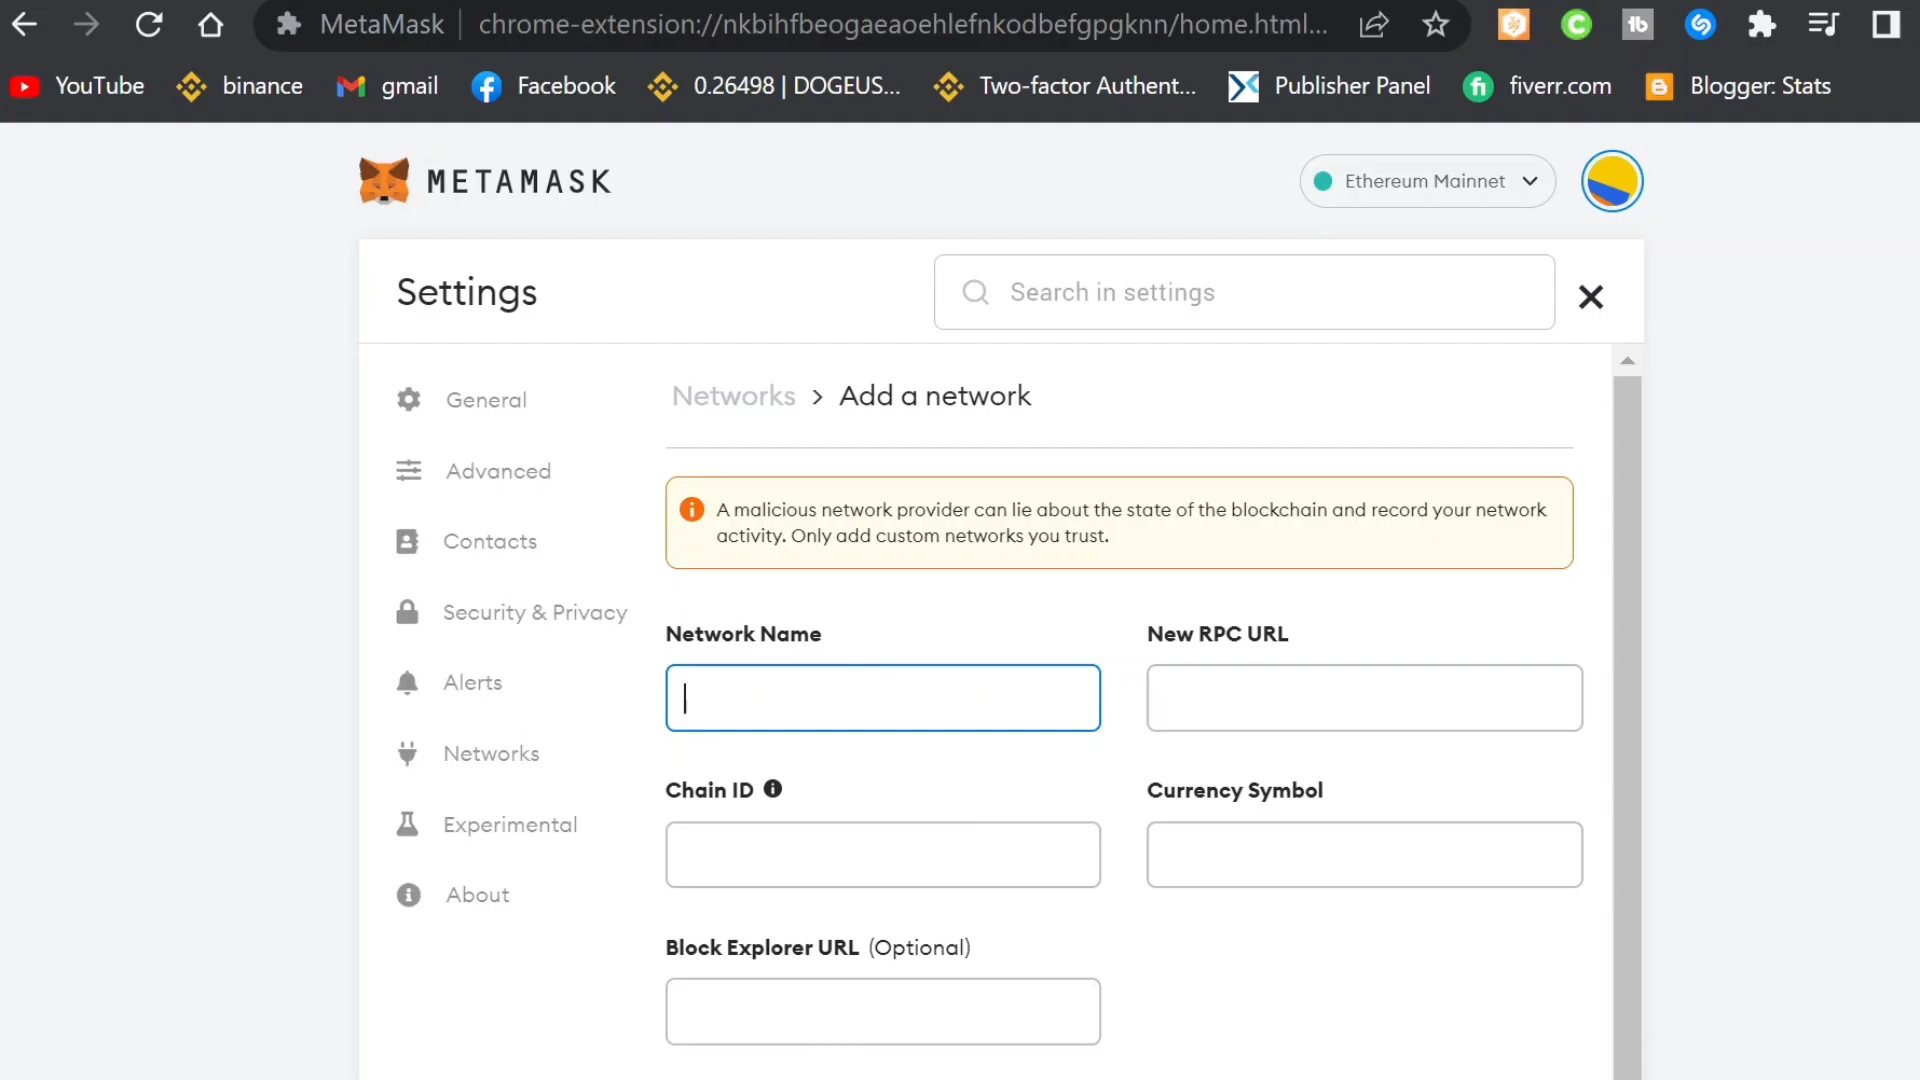 MetaMask chrome-extension://nkbihfbeogaeaoehlefnkodbefgpgknn/home.html...
YouTube binance gmail Facebook 0.26498 | DOGEUS... Two-factor Authent... Publisher Panel fiverr.com Blogger: Stats
METAMASK Ethereum Mainnet
Settings Search in settings
Networks > Add a network
General
Advanced
Contacts
Security & Privacy
Alerts
Networks
Experimental
About
A malicious network provider can lie about the state of the blockchain and record your network
activity. Only add custom networks you trust.
Network Name New RPC URL
Chain ID Currency Symbol
Block Explorer URL (Optional)